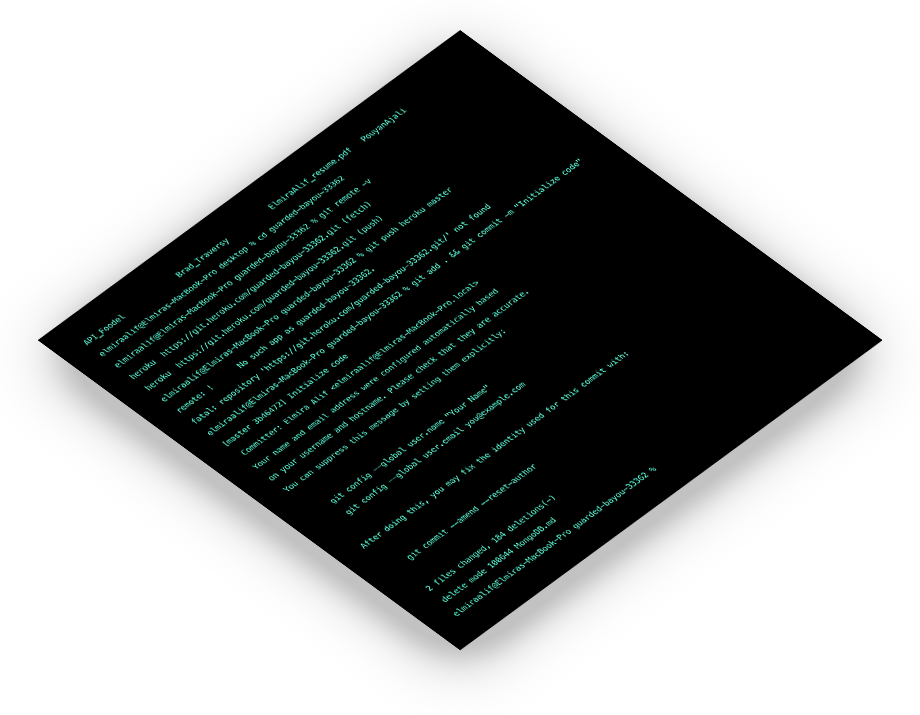 API_Foodel Brad_Traversy ElmiraAlif_resume.pdf PouyanAjali
elmiraalif@Elmiras-MacBook-Pro desktop % cd guarded-bayou-33362
elmiraalif@Elmiras-MacBook-Pro guarded-bayou-33362 % git remote -v
heroku https://git.heroku.com/guarded-bayou-33362.git (fetch)
heroku https://git.heroku.com/guarded-bayou-33362.git (push)
elmiraalif@Elmiras-MacBook-Pro guarded-bayou-33362 % git push heroku master
remote: ! No such app as guarded-bayou-33362.
fatal: repository 'https://git.heroku.com/guarded-bayou-33362.git/' not found
elmiraalif@Elmiras-MacBook-Pro guarded-bayou-33362 % git add . && git commit -m "Initialize code"
[master 3bd6472] Initialize code
Committer: Elmira Alif <elmiraalif@Elmiras-MacBook-Pro.local>
Your name and email address were configured automatically based
on your username and hostname. Please check that they are accurate.
You can suppress this message by setting them explicitly:
git config --global user.name "Your Name"
git config --global user.email you@example.com
After doing this, you may fix the identity used for this commit with:
git commit --amend --reset-author
2 files changed, 184 deletions(-)
delete mode 100644 MongoDB.md
elmiraalif@Elmiras-MacBook-Pro guarded-bayou-33362 %